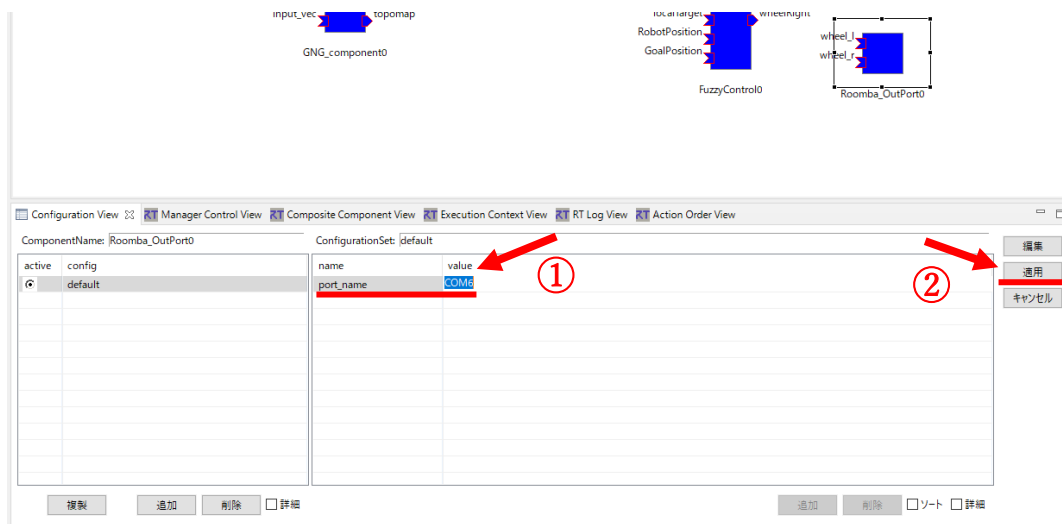 input_vec
topomap
GNG_component0
localTarget
wheelRight
RobotPosition
GoalPosition
FuzzyControl0
wheel_l
wheel_r
Roomba_OutPort0
Configuration View RT Manager Control View RT Composite Component View RT Execution Context View RT RT Log View RT Action Order View
ComponentName: Roomba_OutPort0 ConfigurationSet: default
編集
active config name value
適用
default port_name COM6
キャンセル
①
②
複製 追加 削除 詳細 追加 削除 ソート 詳細